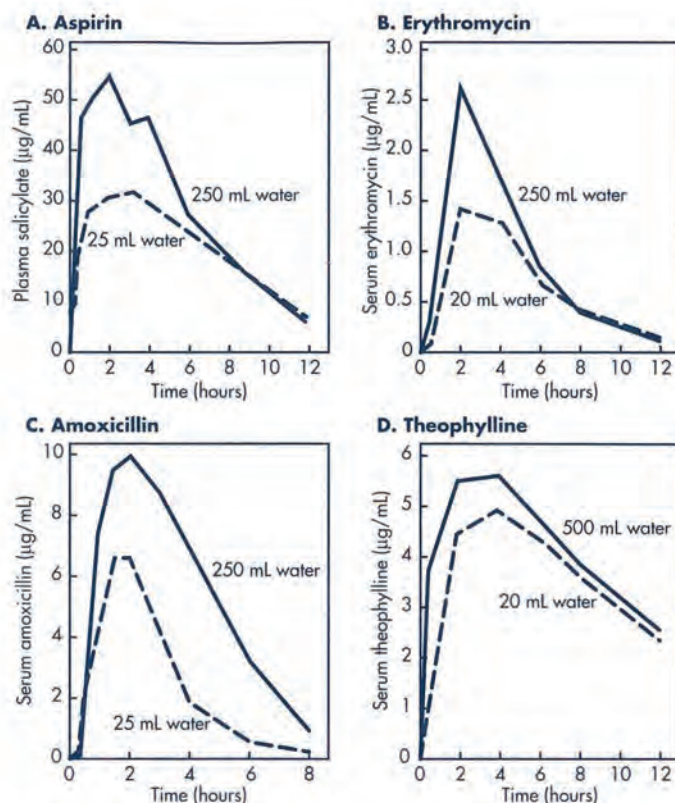 A. Aspirin
Plasma salicylate (µg/mL)
60
50
40
30
20
10
0
250 mL water
25 mL water
0 2 4 6 8 10 12
Time (hours)
B. Erythromycin
Serum erythromycin (µg/mL)
3.0
2.5
2.0
1.5
1.0
0.5
0
250 mL water
20 mL water
0 2 4 6 8 10 12
Time (hours)
C. Amoxicillin
Serum amoxicillin (µg/mL)
10
8
6
4
2
0
250 mL water
25 mL water
0 2 4 6 8
Time (hours)
D. Theophylline
Serum theophylline (µg/mL)
6
5
4
3
2
1
0
500 mL water
20 mL water
0 2 4 6 8 10 12
Time (hours)